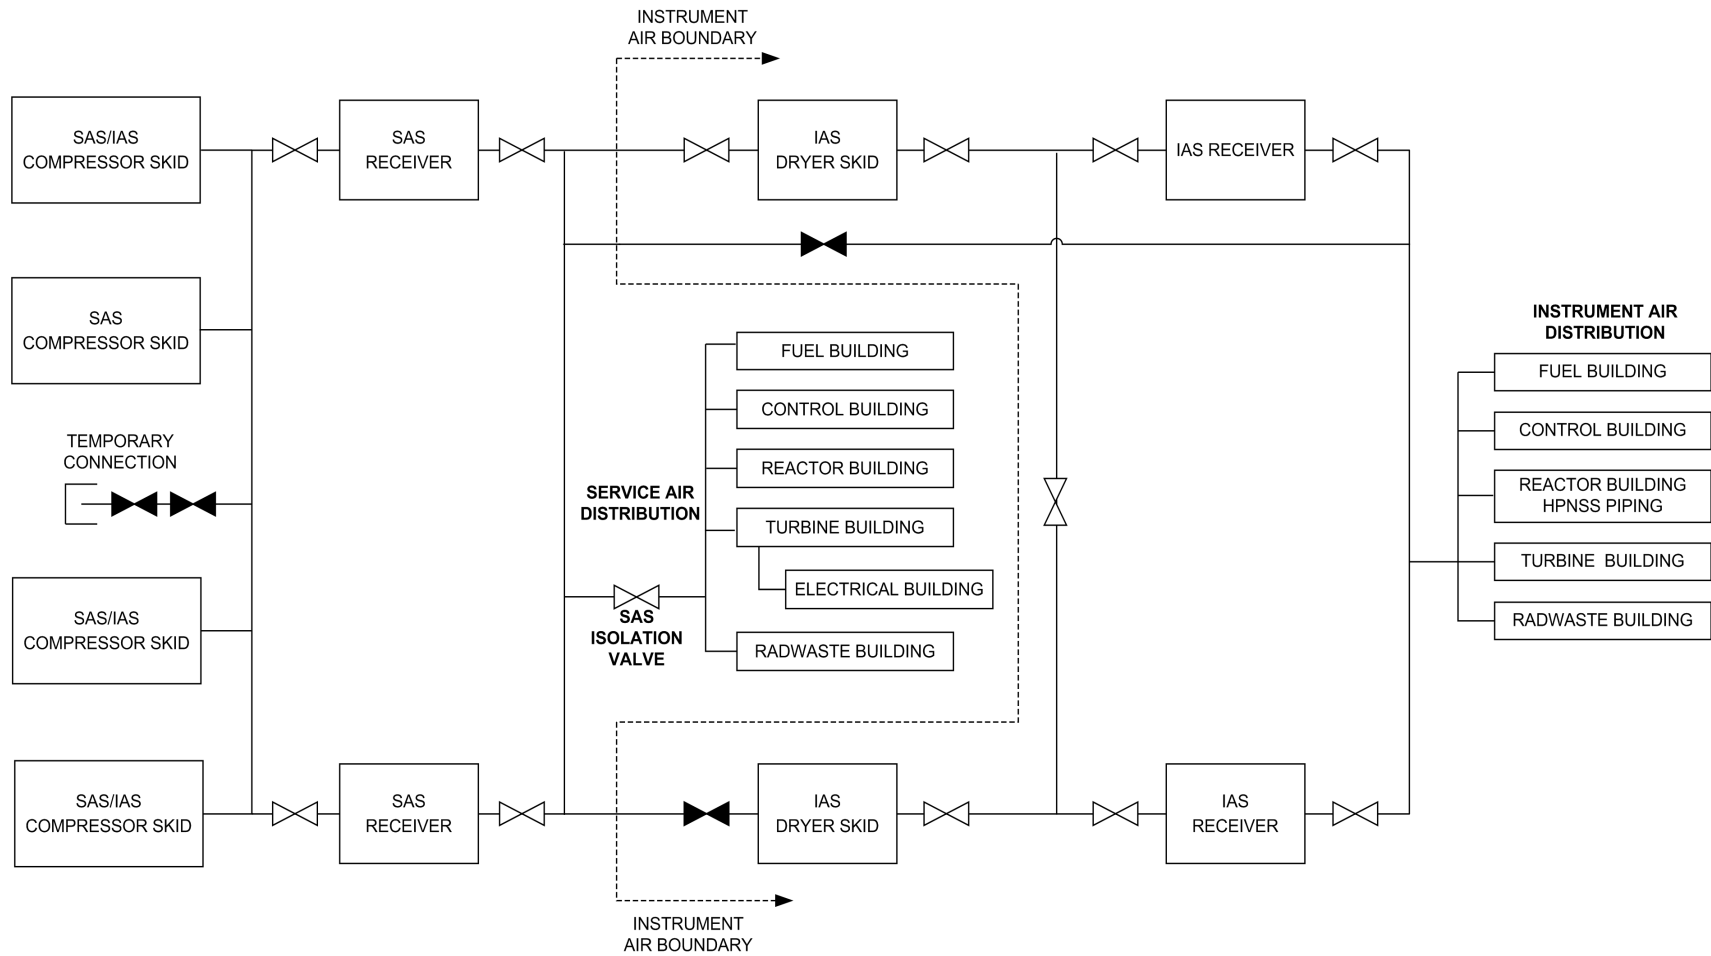 INSTRUMENT
AIR BOUNDARY
SAS/IAS
COMPRESSOR SKID
SAS
RECEIVER
IAS
DRYER SKID
IAS RECEIVER
SAS
COMPRESSOR SKID
TEMPORARY
CONNECTION
SAS/IAS
COMPRESSOR SKID
SERVICE AIR
DISTRIBUTION
FUEL BUILDING
CONTROL BUILDING
REACTOR BUILDING
TURBINE BUILDING
ELECTRICAL BUILDING
RADWASTE BUILDING
SAS
ISOLATION
VALVE
INSTRUMENT AIR
DISTRIBUTION
FUEL BUILDING
CONTROL BUILDING
REACTOR BUILDING
HPNSS PIPING
TURBINE BUILDING
RADWASTE BUILDING
SAS/IAS
COMPRESSOR SKID
SAS
RECEIVER
IAS
DRYER SKID
IAS
RECEIVER
INSTRUMENT
AIR BOUNDARY